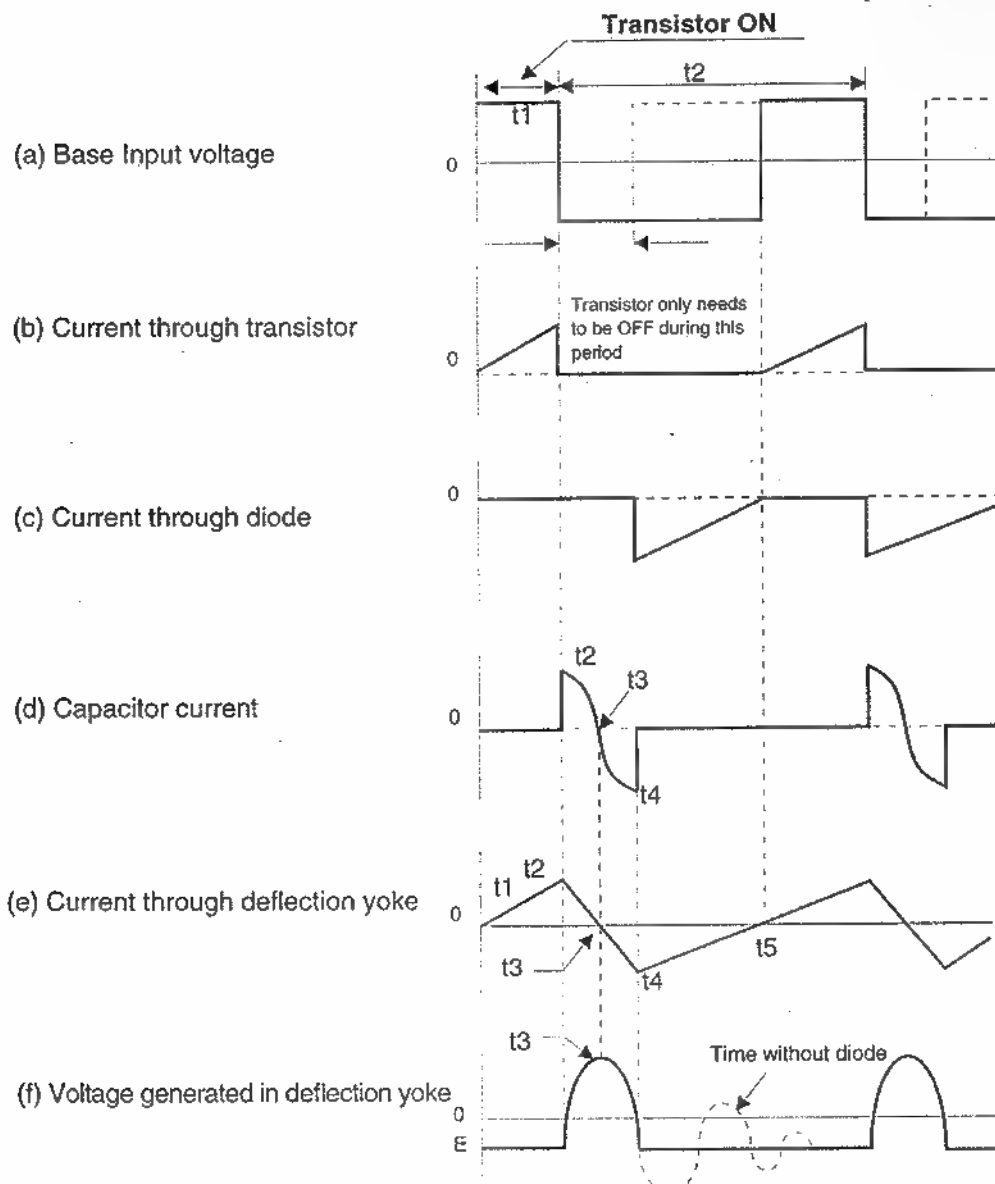 Transistor ON
t2
t1
(a) Base Input voltage
0
Transistor only needs
to be OFF during this
period
(b) Current through transistor
0
0
(c) Current through diode
t2
t3
(d) Capacitor current
0
t4
t1
t2
(e) Current through deflection yoke
0
t3
t4
t5
t3
Time without diode
(f) Voltage generated in deflection yoke
0
E